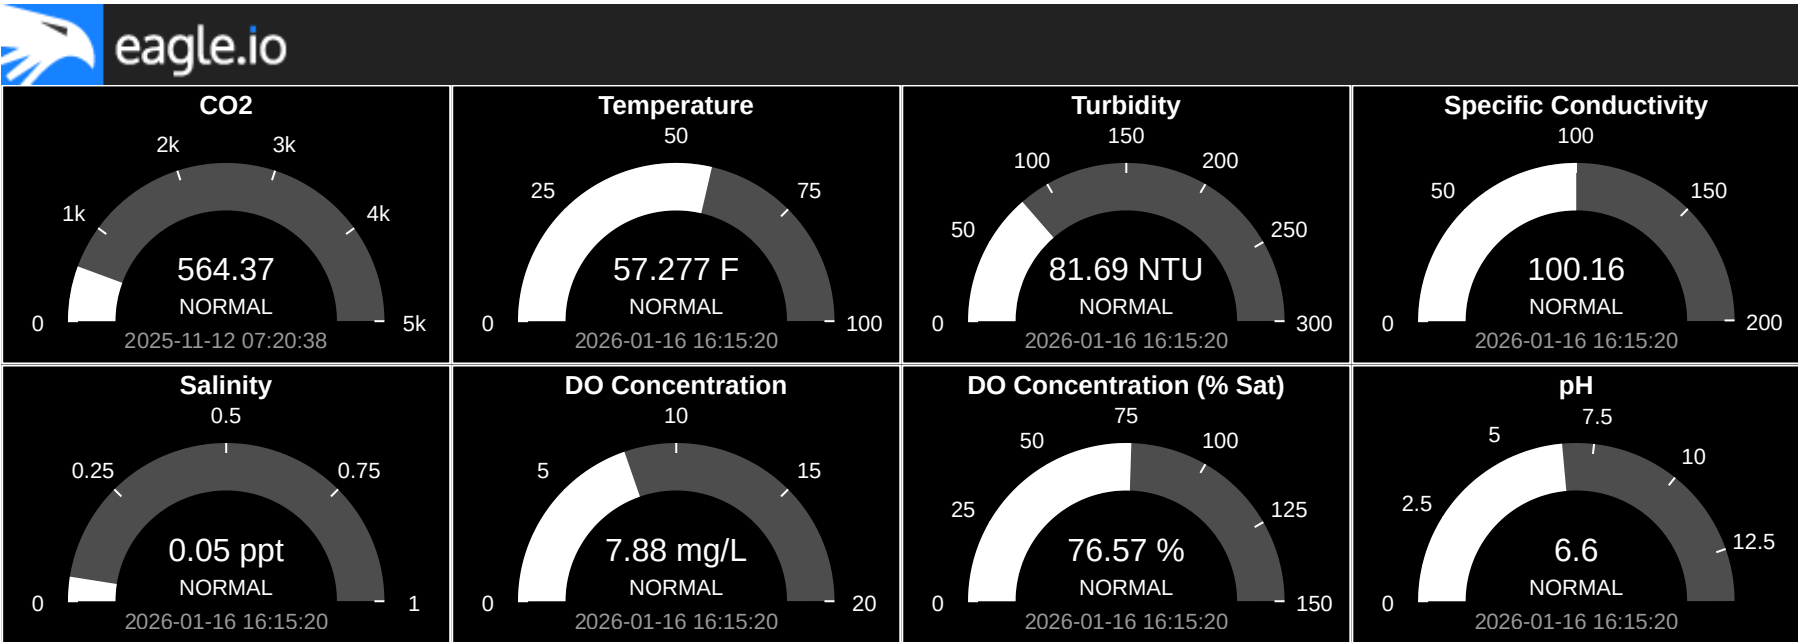 eagle.io
CO2
2k 3k
1k 4k
564.37
NORMAL
0 5k
2025-11-12 07:20:38
Temperature
50
25 75
57.277 F
NORMAL
0 100
2026-01-16 16:15:20
Turbidity
150
100 200
50 250
81.69 NTU
NORMAL
0 300
2026-01-16 16:15:20
Specific Conductivity
100
50 150
100.16
NORMAL
0 200
2026-01-16 16:15:20
Salinity
0.5
0.25 0.75
0.05 ppt
NORMAL
0 1
2026-01-16 16:15:20
DO Concentration
10
5 15
7.88 mg/L
NORMAL
0 20
2026-01-16 16:15:20
DO Concentration (% Sat)
75
50 100
25 125
76.57 %
NORMAL
0 150
2026-01-16 16:15:20
pH
7.5
5 10
2.5 12.5
6.6
NORMAL
0
2026-01-16 16:15:20